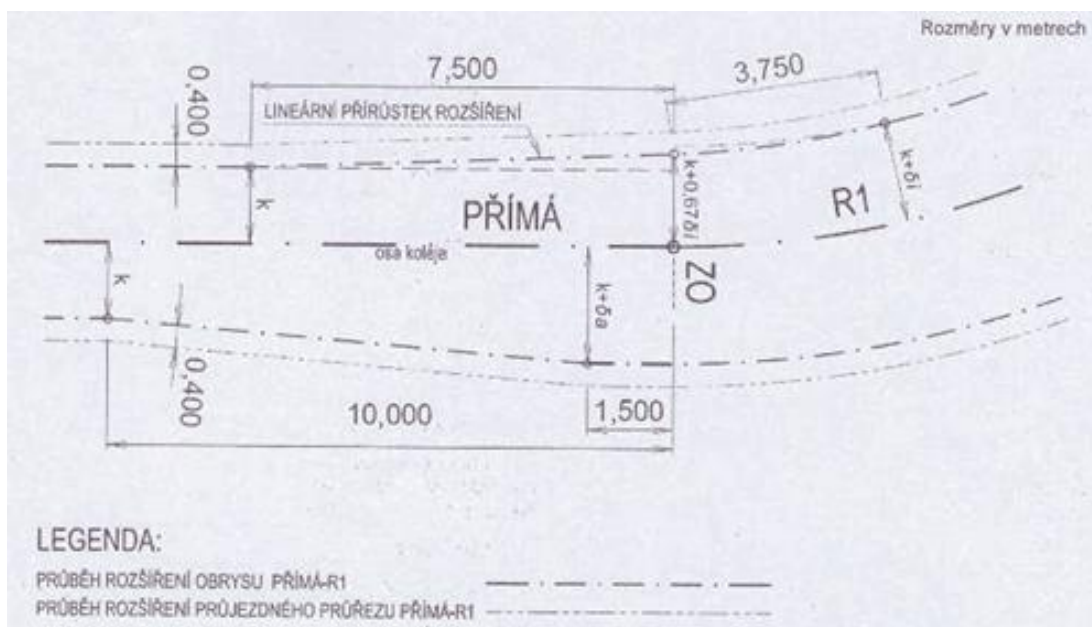 Rozměry v metrech
7,500
3,750
0,400
LINEÁRNÍ PŘÍRŮSTEK ROZŠÍŘENÍ
k
PŘÍMÁ
k+0,67δi
R1
k+δi
osa koleje
ZO
k
k+δa
0,400
10,000
1,500
LEGENDA:
PRŮBĚH ROZŠÍŘENÍ OBRYSU PŘÍMÁ-R1
PRŮBĚH ROZŠÍŘENÍ PRŮJEZDNÉHO PRŮŘEZU PŘÍMÁ-R1